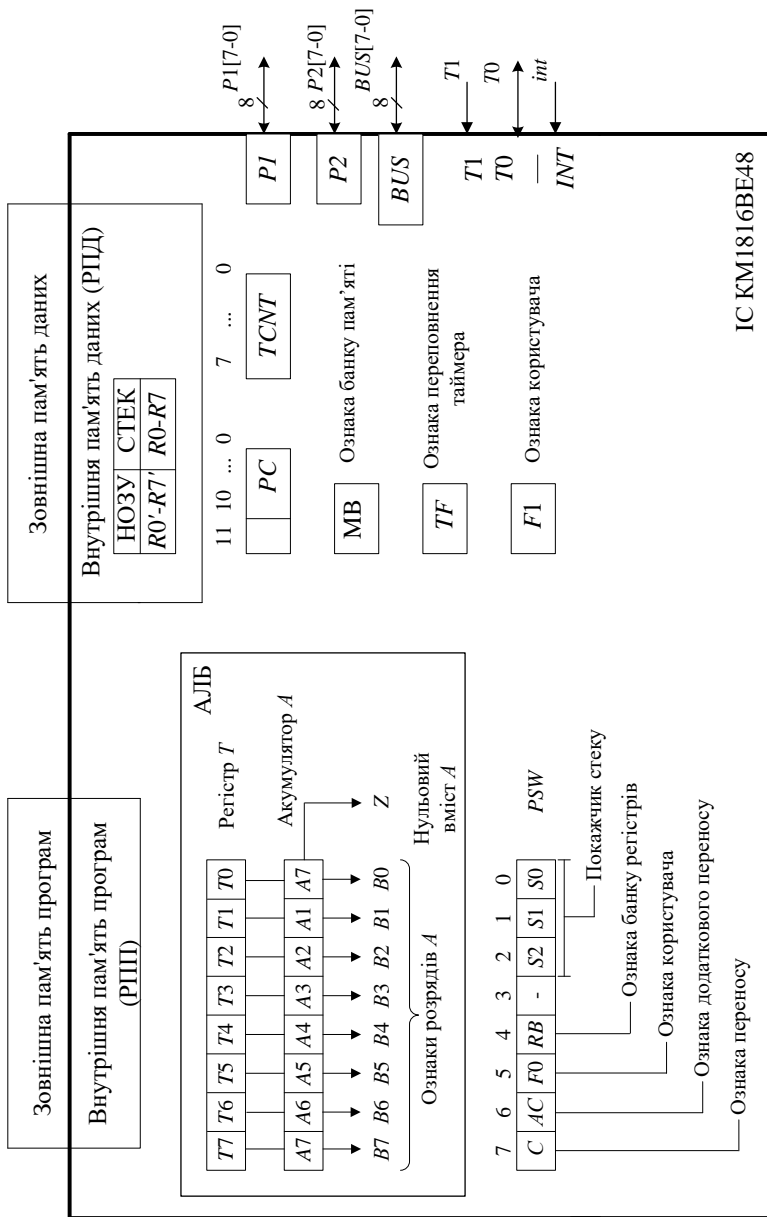 Зовнішна пам'ять програм
Внутрішня пам'ять програм
(РПП)
Зовнішна пам'ять даних
Внутрішня пам'ять даних (РПД)
НОЗУ СТЕК
R0'-R7' R0-R7
АЛБ
T7 T6 T5 T4 T3 T2 T1 T0 Регістр T
A7 A6 A5 A4 A3 A2 A1 A7 Акумулятор A
B7 B6 B5 B4 B3 B2 B1 B0 Z
Ознаки розрядів A
Нульовий
вміст A
11 10 ... 0
PC
7 ... 0
TCNT
МВ Ознака банку пам’яті
TF Ознака переповнення
таймера
F1 Ознака користувача
P1 8 P1[7-0]
P2 8 P2[7-0]
BUS 8 BUS[7-0]
T1 T1
T0 T0
INT int
7 6 5 4 3 2 1 0
C AC F0 RB - S2 S1 S0 PSW
Покажчик стеку
Ознака банку регістрів
Ознака користувача
Ознака додаткового переносу
Ознака переносу
ІС КМ1816ВЕ48